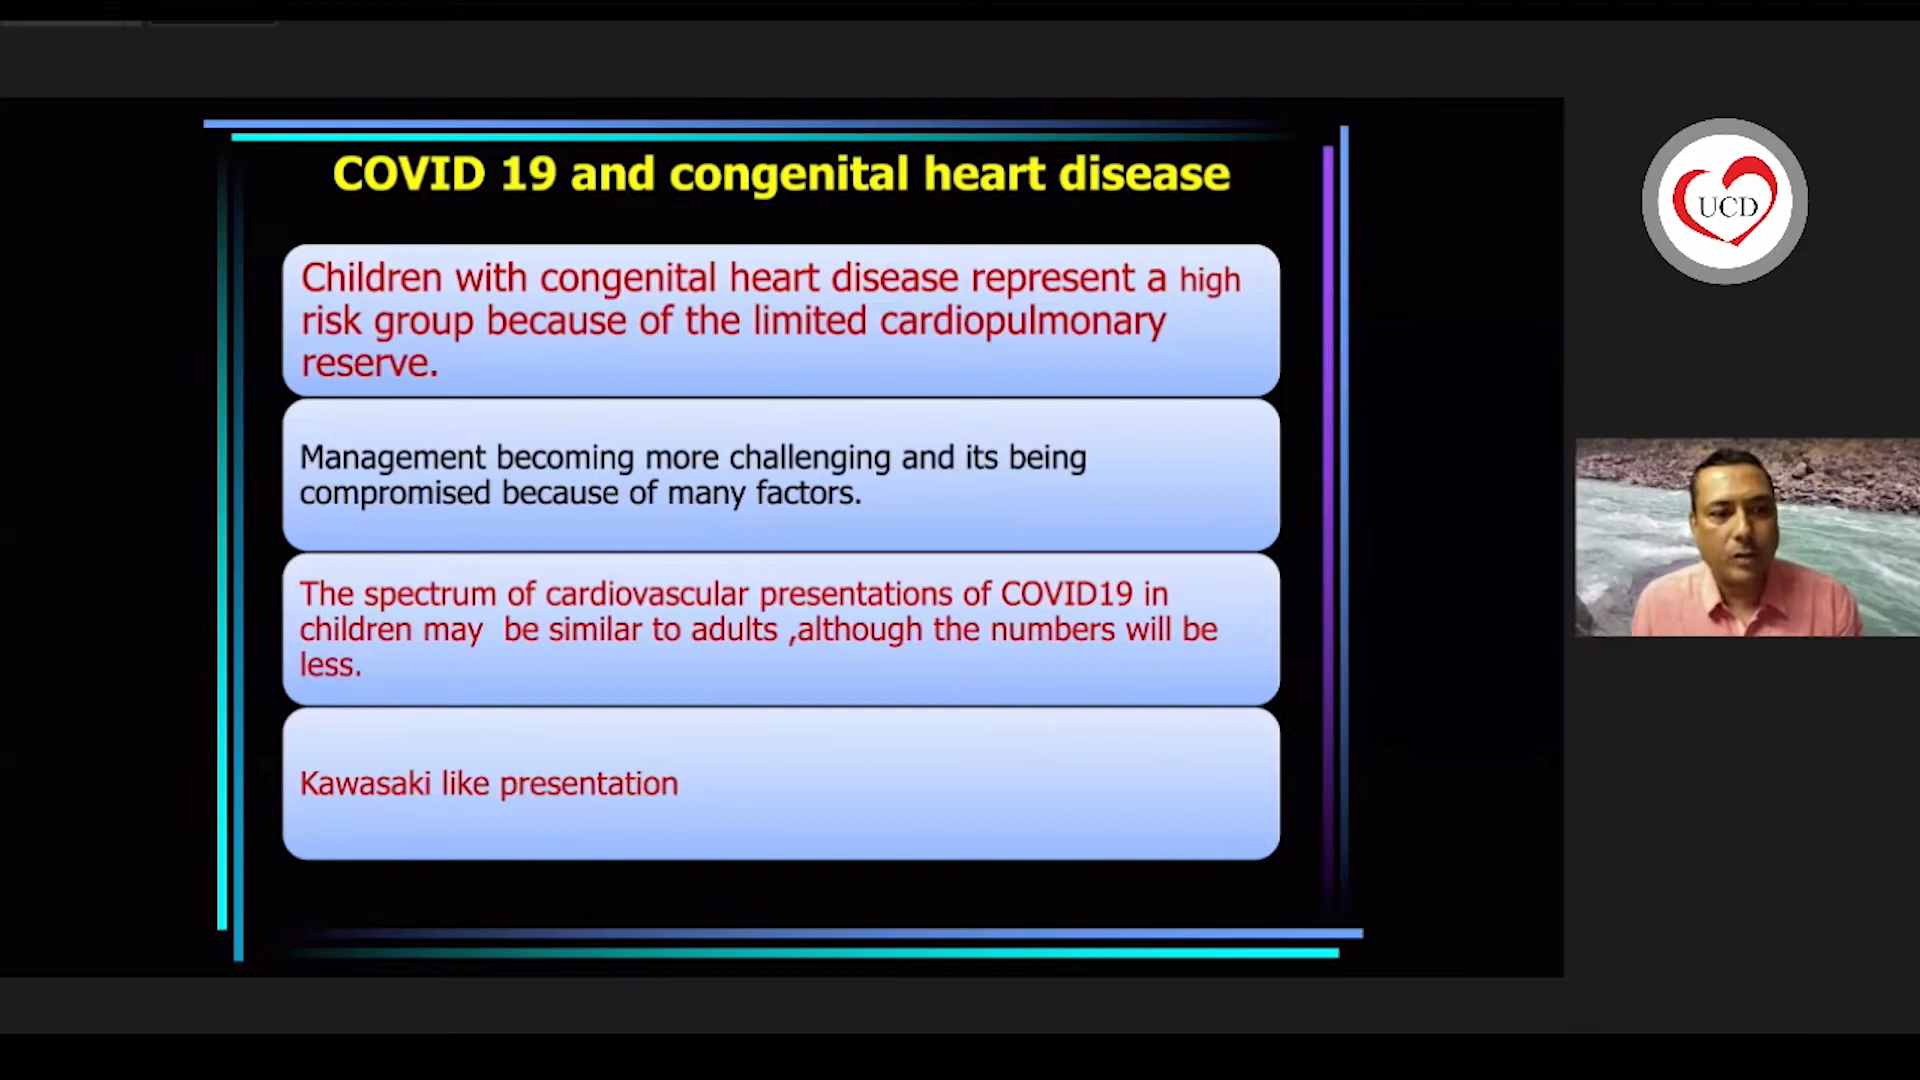 COVID 19 and congenital heart disease
Children with congenital heart disease represent a high
risk group because of the limited cardiopulmonary
reserve.
Management becoming more challenging and its being
compromised because of many factors.
The spectrum of cardiovascular presentations of COVID19 in
children may  be similar to adults ,although the numbers will be
less.
Kawasaki like presentation
UCD